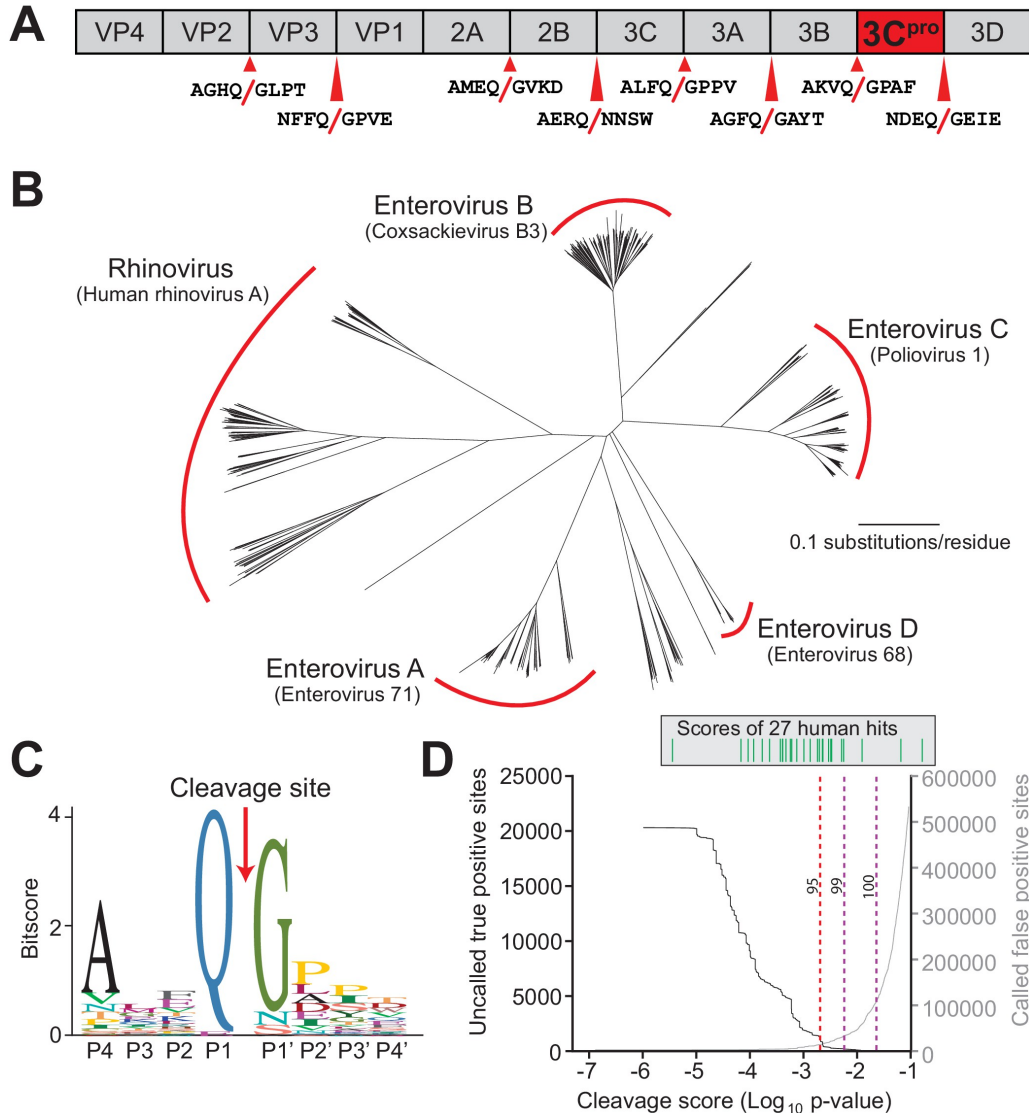 A
VP4 VP2 VP3 VP1 2A 2B 3C 3A 3B 3Cpro 3D
AGHQ/GLPT AMEQ/GVKD ALFQ/GPPV AKVQ/GPAF
NFFQ/GPVE AERQ/NNSW AGFQ/GAYT NDEQ/GEIE
B
Enterovirus B
(Coxsackievirus B3)
Rhinovirus
(Human rhinovirus A)
Enterovirus C
(Poliovirus 1)
0.1 substitutions/residue
Enterovirus D
(Enterovirus 68)
Enterovirus A
(Enterovirus 71)
C
Cleavage site
Bitscore
4
2
0
A Q G
P
P4 P3 P2 P1 P1' P2' P3' P4'
D
Scores of 27 human hits
Uncalled true positive sites
25000
20000
15000
10000
5000
0
95 99 100
Called false positive sites
600000
500000
400000
300000
200000
100000
0
-7 -6 -5 -4 -3 -2 -1
Cleavage score (Log10 p-value)